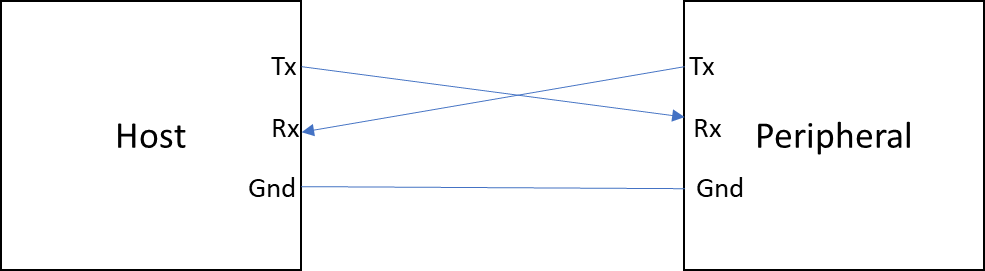 Tx
Rx
Host
Gnd
Tx
Rx
Peripheral
Gnd